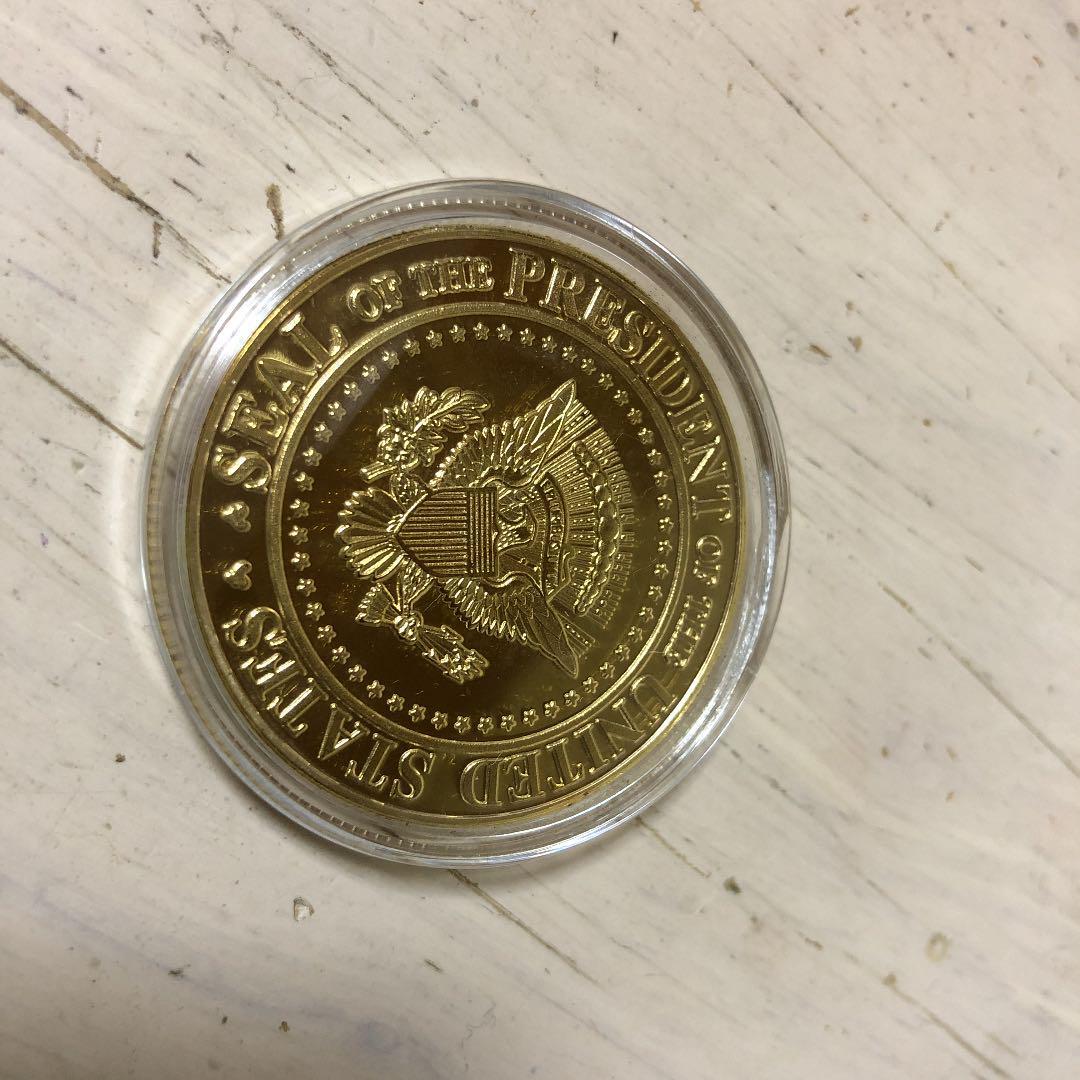 SEAL OF THE PRESIDENT OF THE UNITED STATES